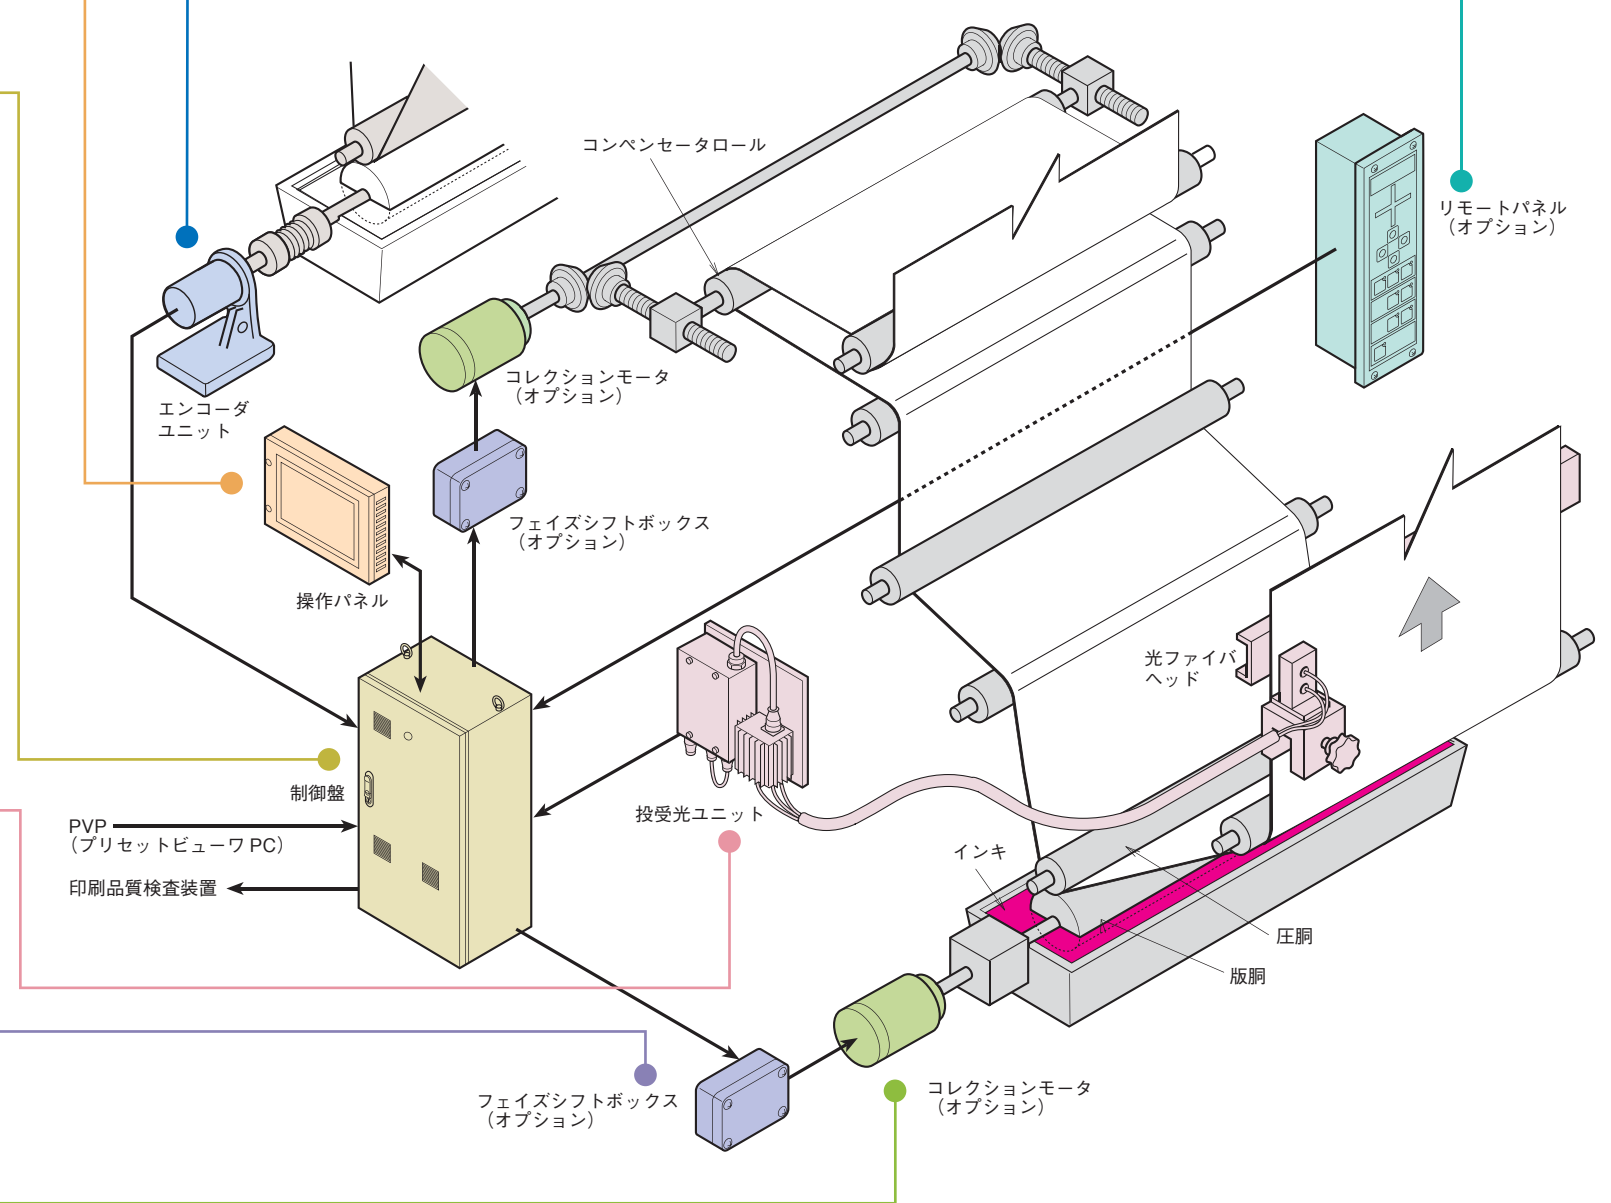 コンペンセータロール
リモートパネル
（オプション）
コレクションモータ
（オプション）
エンコーダ
ユニット
フェイズシフトボックス
（オプション）
操作パネル
光ファイバ
ヘッド
制御盤
投受光ユニット
PVP
（プリセットビューワ PC）
インキ
印刷品質検査装置
圧胴
版胴
コレクションモータ
（オプション）
フェイズシフトボックス
（オプション）